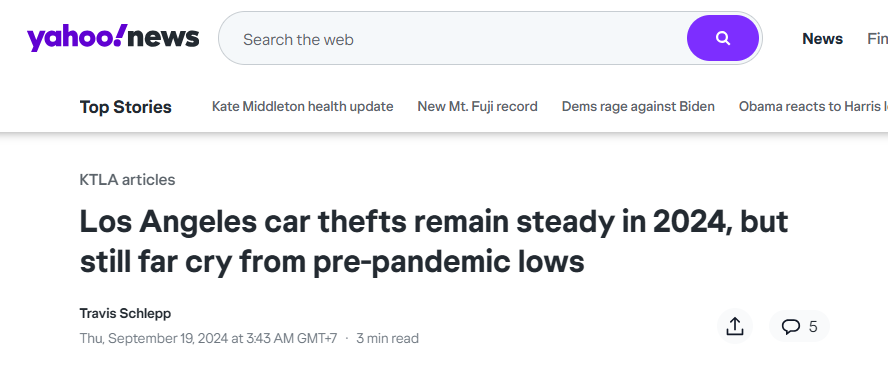 yahoo!news
Search the web
News
Top Stories
Kate Middleton health update
New Mt. Fuji record
Dems rage against Biden
Obama reacts to Harris
KTLA articles
Los Angeles car thefts remain steady in 2024, but
still far cry from pre-pandemic lows
Travis Schlepp
Thu, September 19, 2024 at 3:43 AM GMT+7 · 3 min read
5